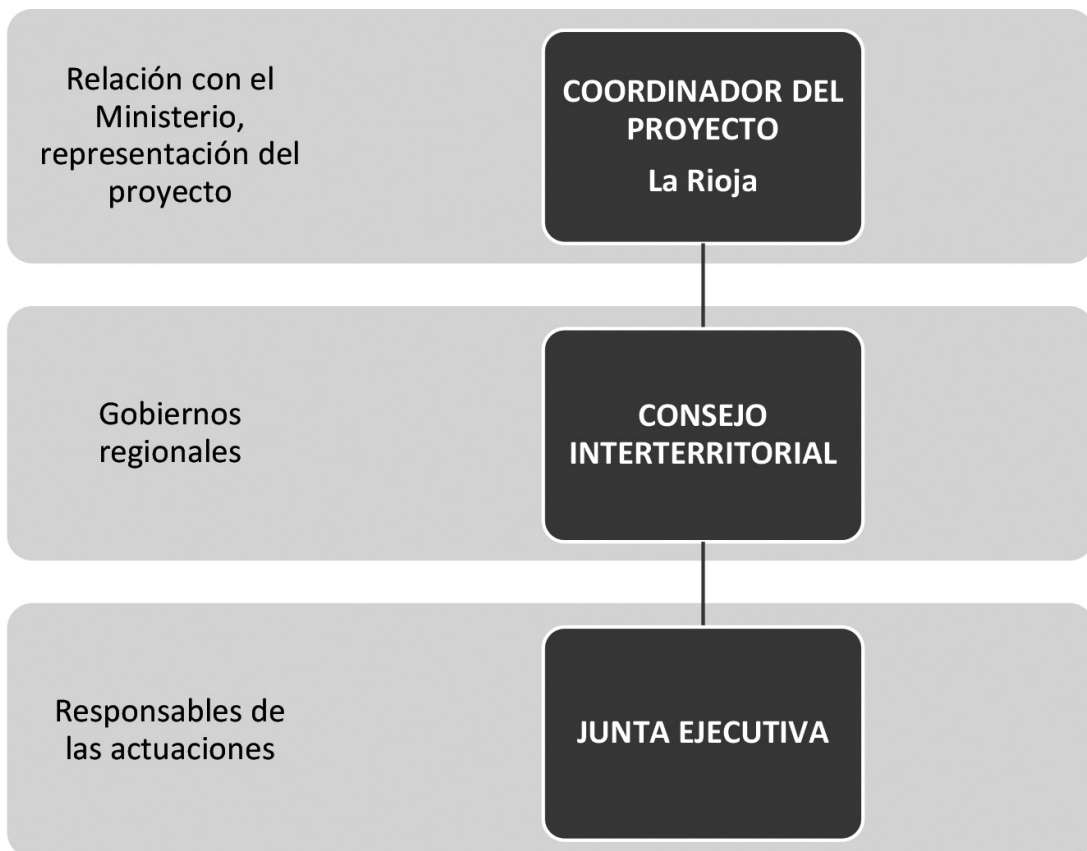 Relación con el
Ministerio,
representación del
proyecto
COORDINADOR DEL
PROYECTO
La Rioja
Gobiernos
regionales
CONSEJO
INTERTERRITORIAL
Responsables de
las actuaciones
JUNTA EJECUTIVA